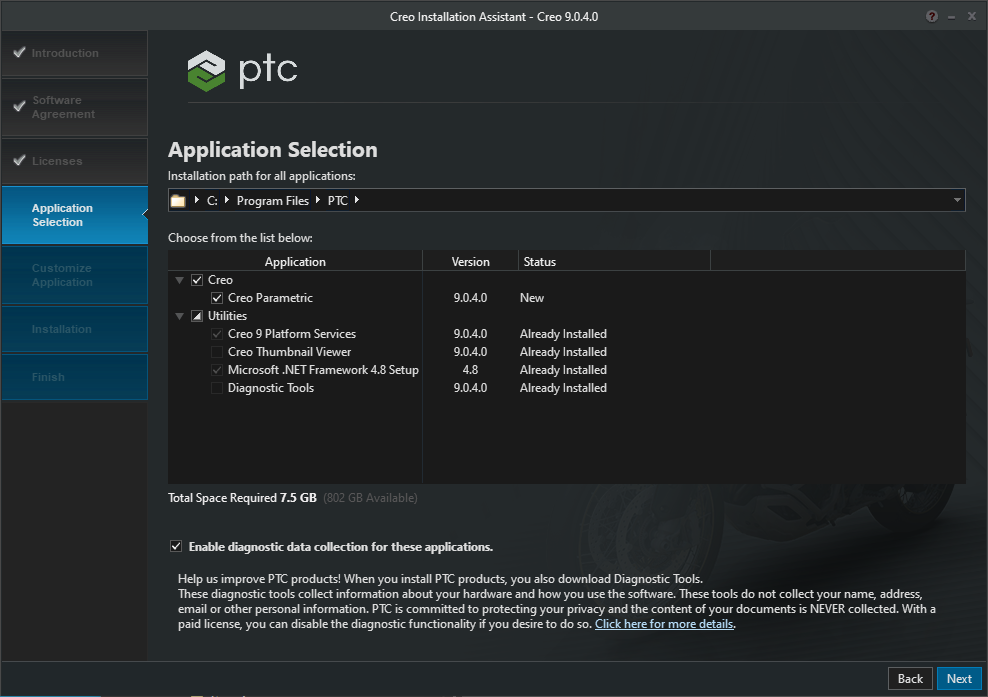 Creo Installation Assistant - Creo 9.0.4.0
Introduction
Software
Agreement
Licenses
Application
Selection
Customize
Application
Installation
Finish
ptc
Application Selection
Installation path for all applications:
C: Program Files PTC
Choose from the list below:
Application Version Status
Creo
Creo Parametric 9.0.4.0 New
Utilities
Creo 9 Platform Services 9.0.4.0 Already Installed
Creo Thumbnail Viewer 9.0.4.0 Already Installed
Microsoft .NET Framework 4.8 Setup 4.8 Already Installed
Diagnostic Tools 9.0.4.0 Already Installed
Total Space Required 7.5 GB (802 GB Available)
Enable diagnostic data collection for these applications.
Help us improve PTC products! When you install PTC products, you also download Diagnostic Tools.
These diagnostic tools collect information about your hardware and how you use the software. These tools do not collect your name, address,
email or other personal information. PTC is committed to protecting your privacy and the content of your documents is NEVER collected. With a
paid license, you can disable the diagnostic functionality if you desire to do so. Click here for more details.
Back Next